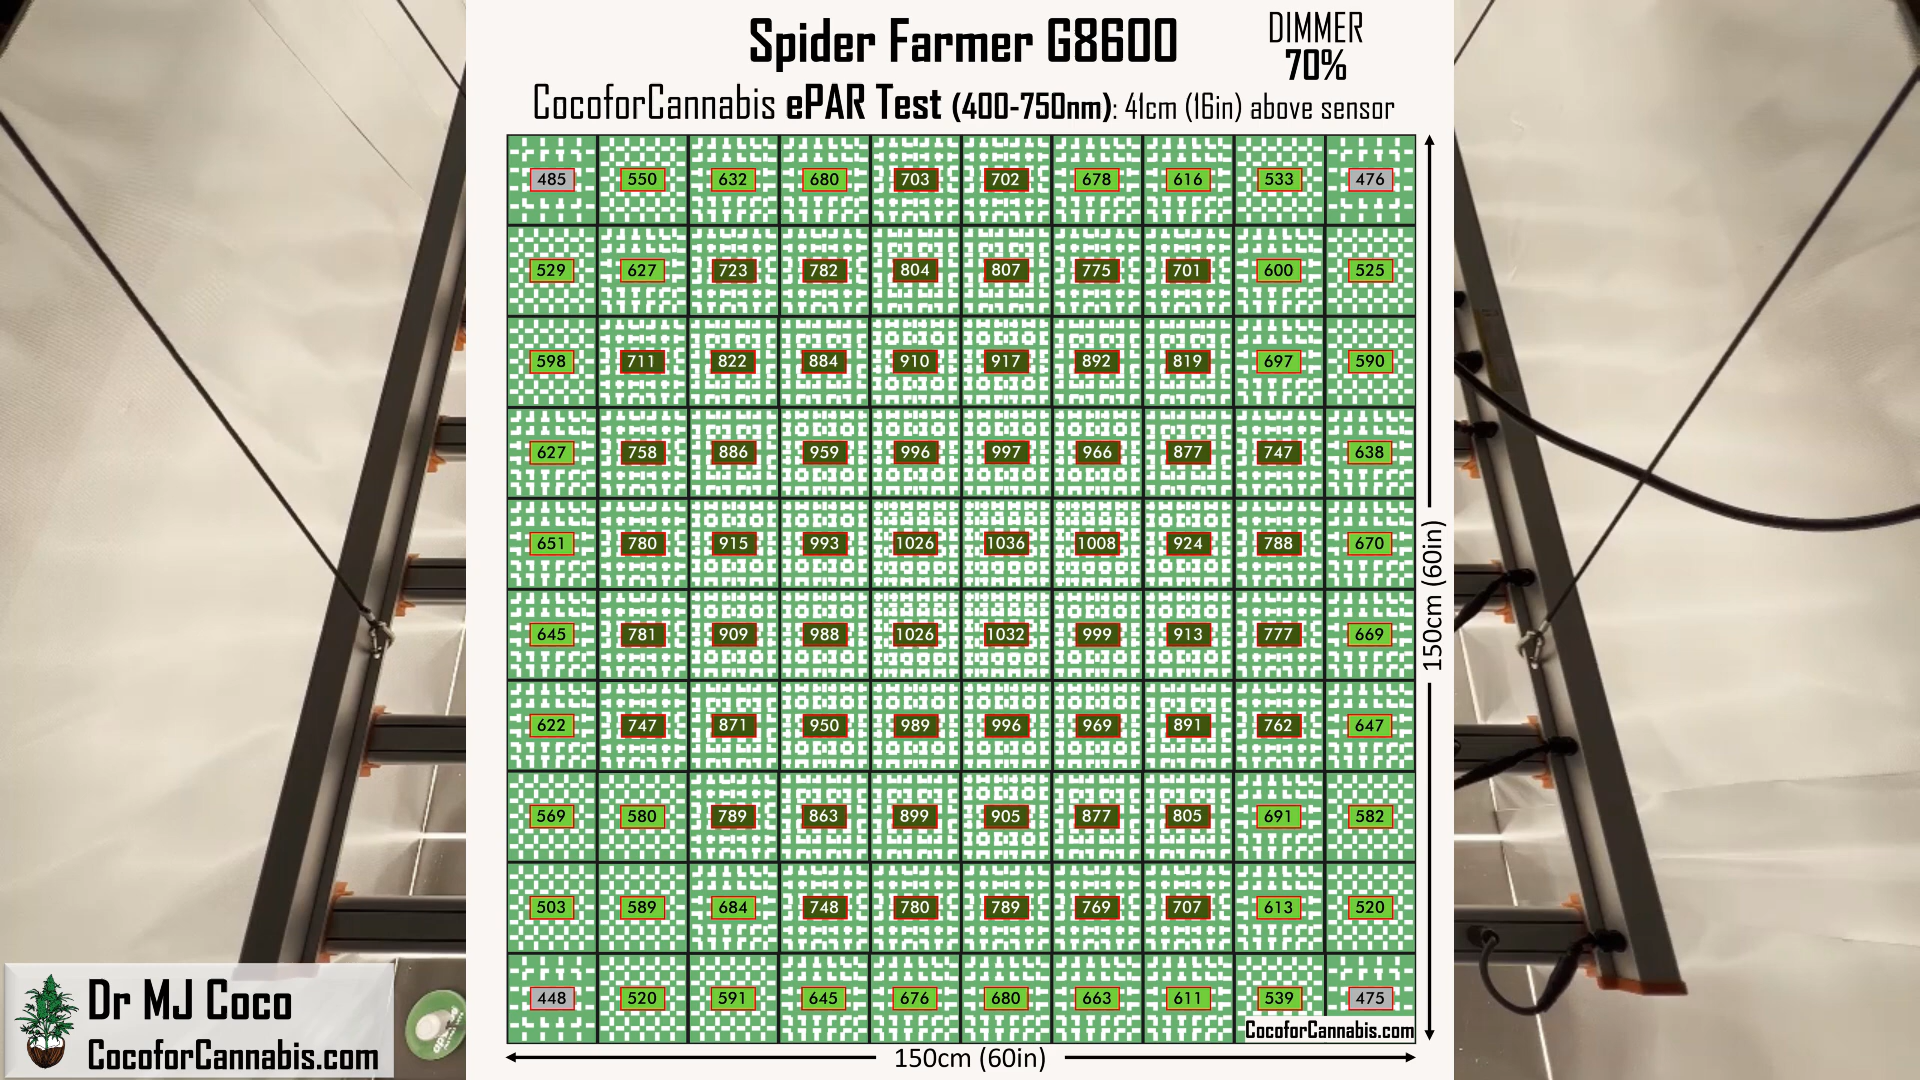 Spider Farmer G8600
DIMMER
70%
CocoforCannabis ePAR Test (400-750nm): 41cm (16in) above sensor
485 550 632 680 703 702 678 616 533 476
529 627 723 782 804 807 775 701 600 525
598 711 822 884 910 917 892 819 697 590
627 758 886 959 996 997 966 877 747 638
651 780 915 993 1026 1036 1008 924 788 670
645 781 909 988 1026 1032 999 913 777 669
622 747 871 950 989 996 969 891 762 647
569 580 789 863 899 905 877 805 691 582
503 589 684 748 780 789 769 707 613 520
448 520 591 645 676 680 663 611 539 475
CocoforCannabis.com
150cm (60in)
150cm (60in)
Dr MJ Coco
CocoforCannabis.com